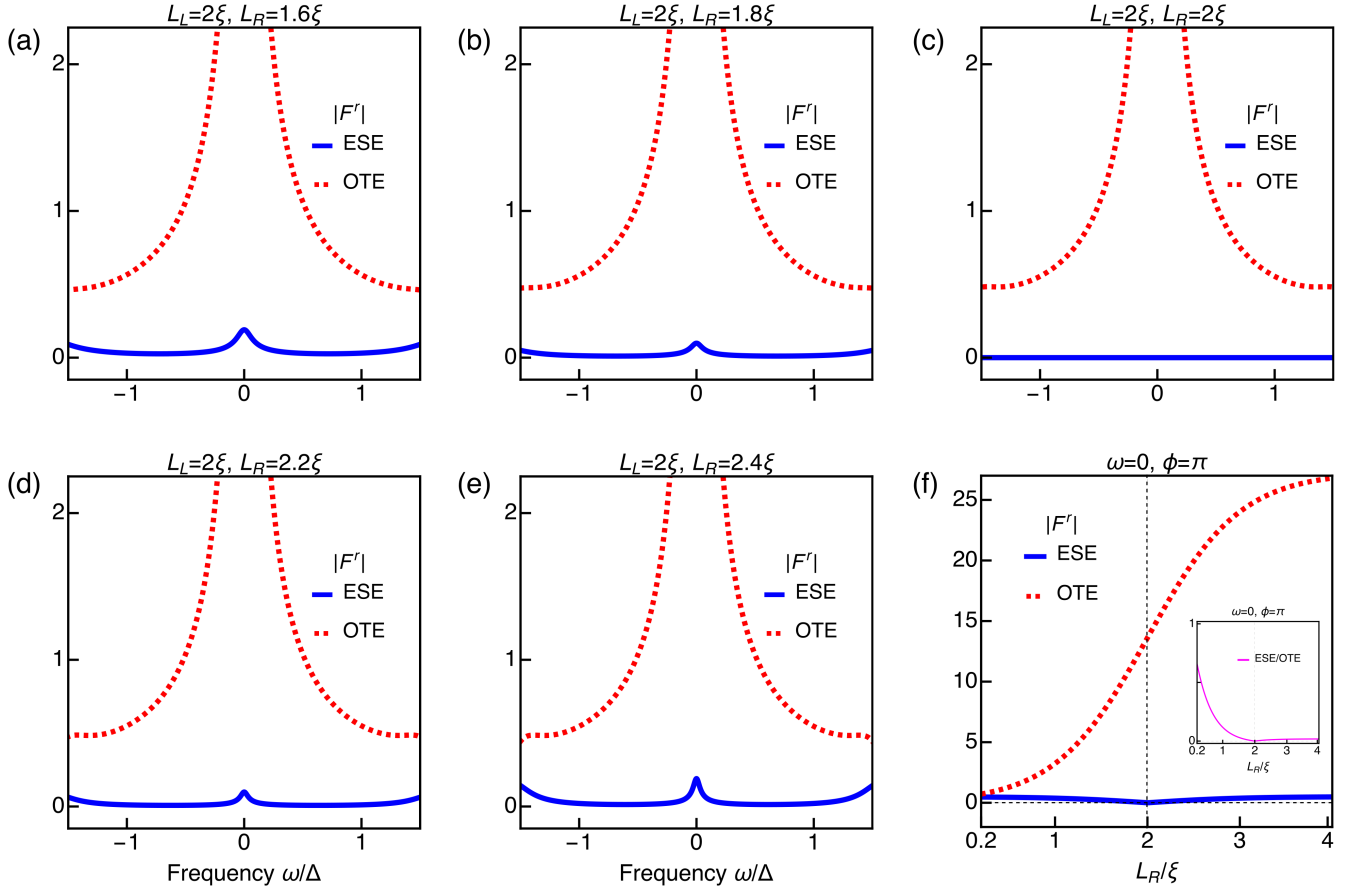 (a)
L_L=2ξ, L_R=1.6ξ
2
1
0
|F^r|
ESE
OTE
−1
0
1
(b)
L_L=2ξ, L_R=1.8ξ
2
1
0
|F^r|
ESE
OTE
−1
0
1
(c)
L_L=2ξ, L_R=2ξ
2
1
0
|F^r|
ESE
OTE
−1
0
1
(d)
L_L=2ξ, L_R=2.2ξ
2
1
0
|F^r|
ESE
OTE
−1
0
1
Frequency ω/Δ
(e)
L_L=2ξ, L_R=2.4ξ
2
1
0
|F^r|
ESE
OTE
−1
0
1
Frequency ω/Δ
(f)
ω=0, ϕ=π
25
20
15
10
5
0
|F^r|
ESE
OTE
ω=0, ϕ=π
1
0
ESE/OTE
0.2
1
2
3
4
L_R/ξ
0.2
1
2
3
4
L_R/ξ